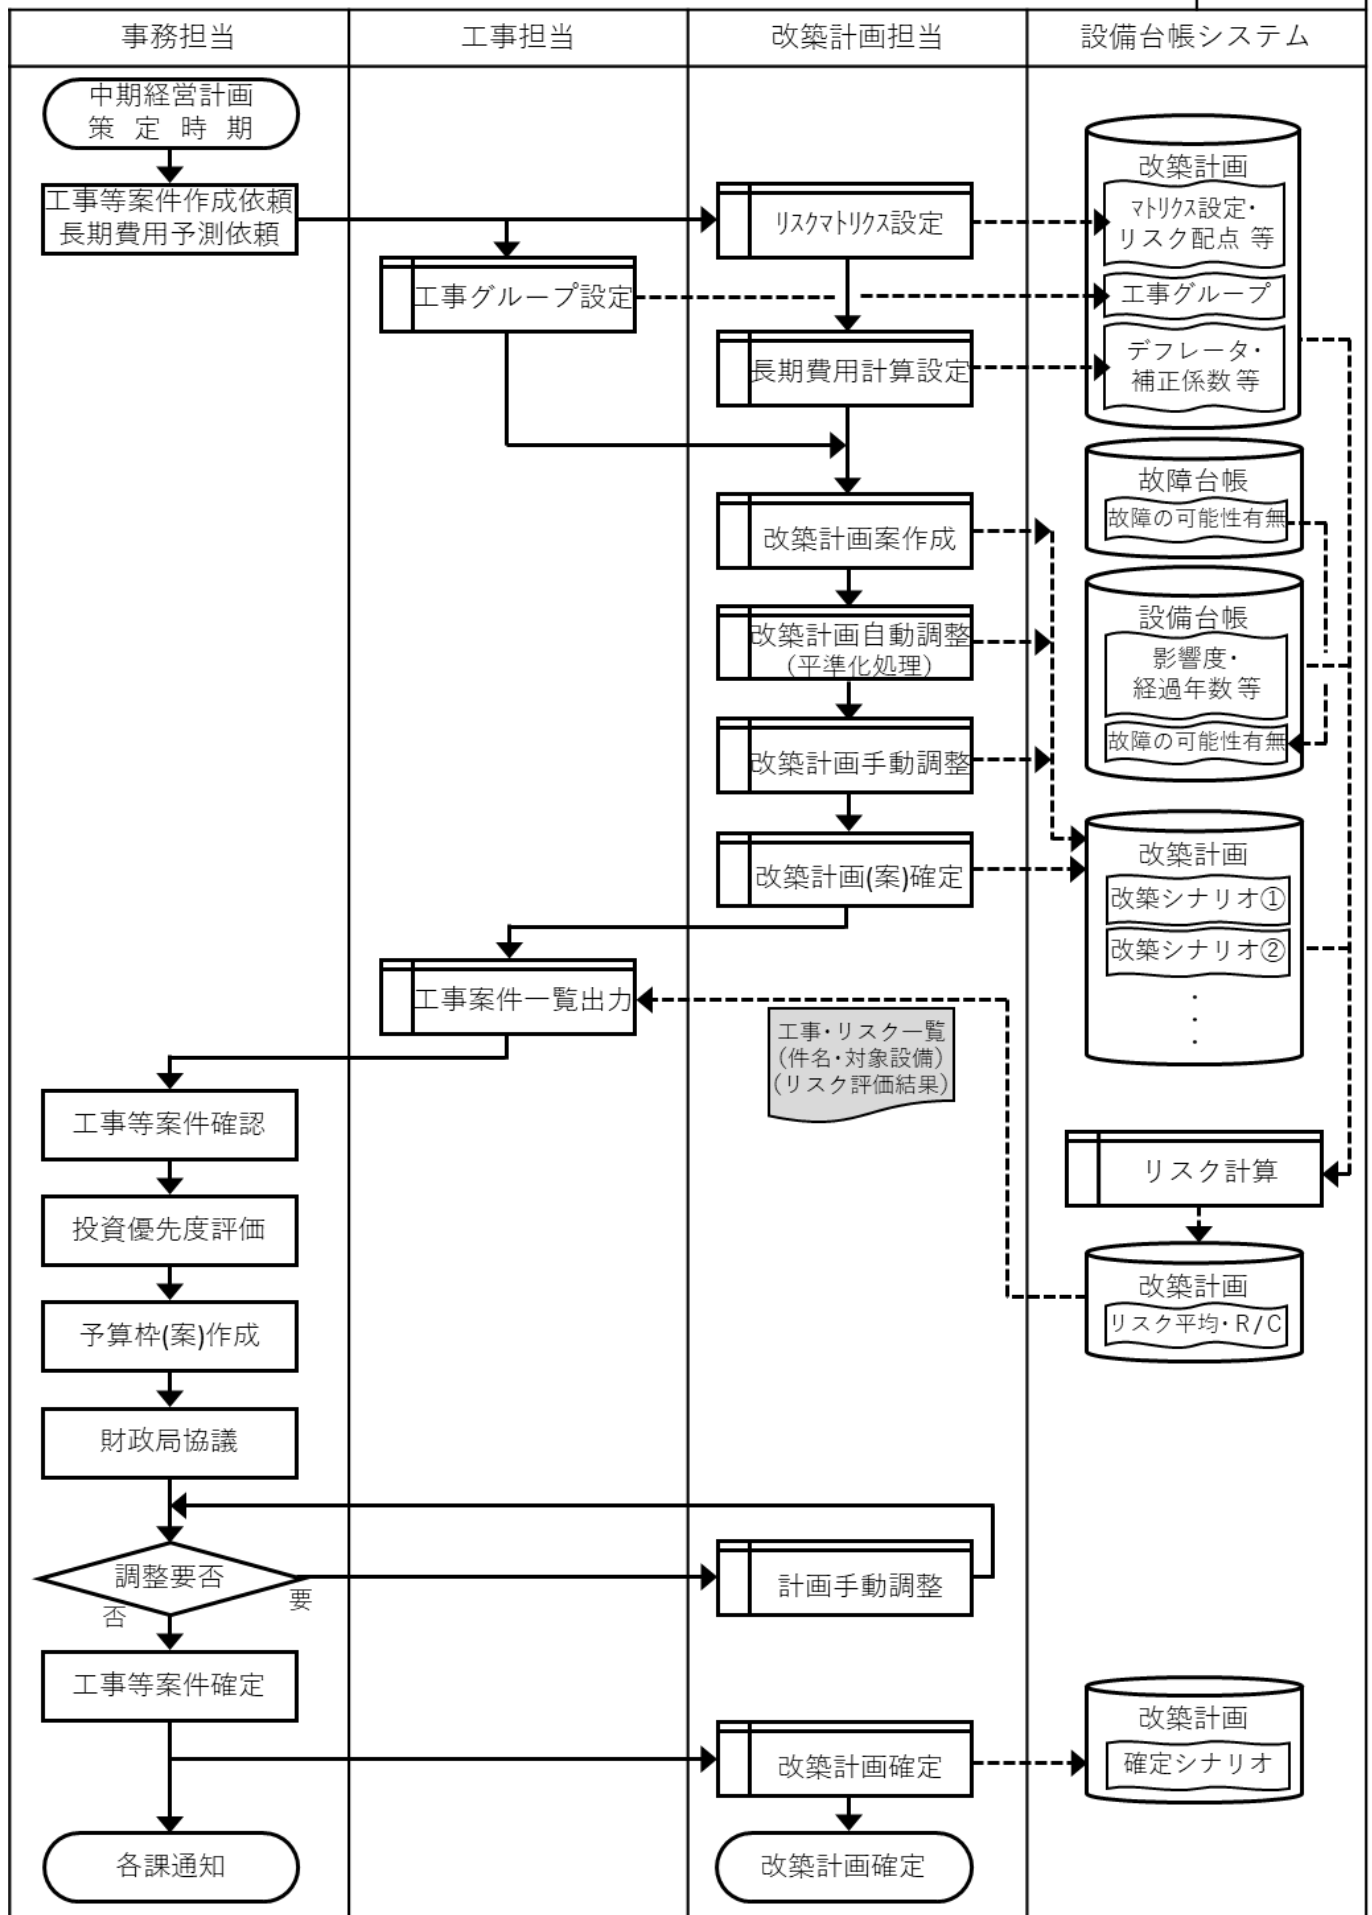 事務担当
工事担当
改築計画担当
設備台帳システム
中期経営計画
策 定 時 期
工事等案件作成依頼
長期費用予測依頼
ﾘｽｸﾏﾄﾘｸｽ設定
工事グループ設定
長期費用計算設定
改築計画
ﾏﾄﾘｸｽ設定・
リスク配点 等
工事グループ
デフレータ・
補正係数 等
故障台帳
故障の可能性有無
改築計画案作成
改築計画自動調整
（平準化処理）
設備台帳
影響度・
経過年数 等
故障の可能性有無
改築計画手動調整
改築計画(案)確定
改築計画
改築シナリオ①
改築シナリオ②
・
・
・
工事案件一覧出力
工事・リスク一覧
（件名・対象設備）
（リスク評価結果）
工事等案件確認
リスク計算
投資優先度評価
改築計画
リスク平均・R/C
予算枠(案)作成
財政局協議
調整要否
要
否
計画手動調整
工事等案件確定
改築計画確定
改築計画
確定シナリオ
各課通知
改築計画確定